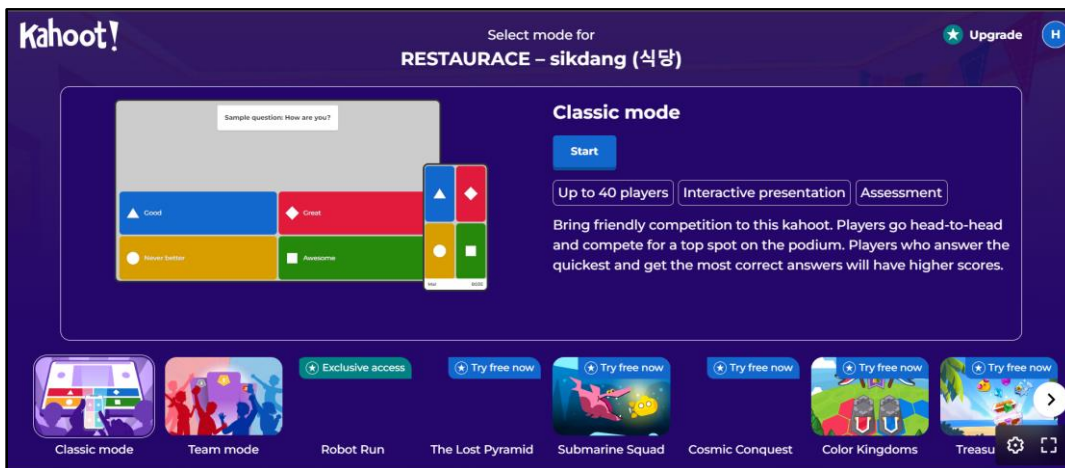 Kahoot!
Select mode for
RESTAURACE – sikdang (식당)
Upgrade
H
Sample question: How are you?
Good
Great
Never better
Awesome
Classic mode
Start
Up to 40 players
Interactive presentation
Assessment
Bring friendly competition to this kahoot. Players go head-to-head
and compete for a top spot on the podium. Players who answer the
quickest and get the most correct answers will have higher scores.
Exclusive access
Try free now
Try free now
Try free now
Try free now
Try free now
Classic mode
Team mode
Robot Run
The Lost Pyramid
Submarine Squad
Cosmic Conquest
Color Kingdoms
Treasu